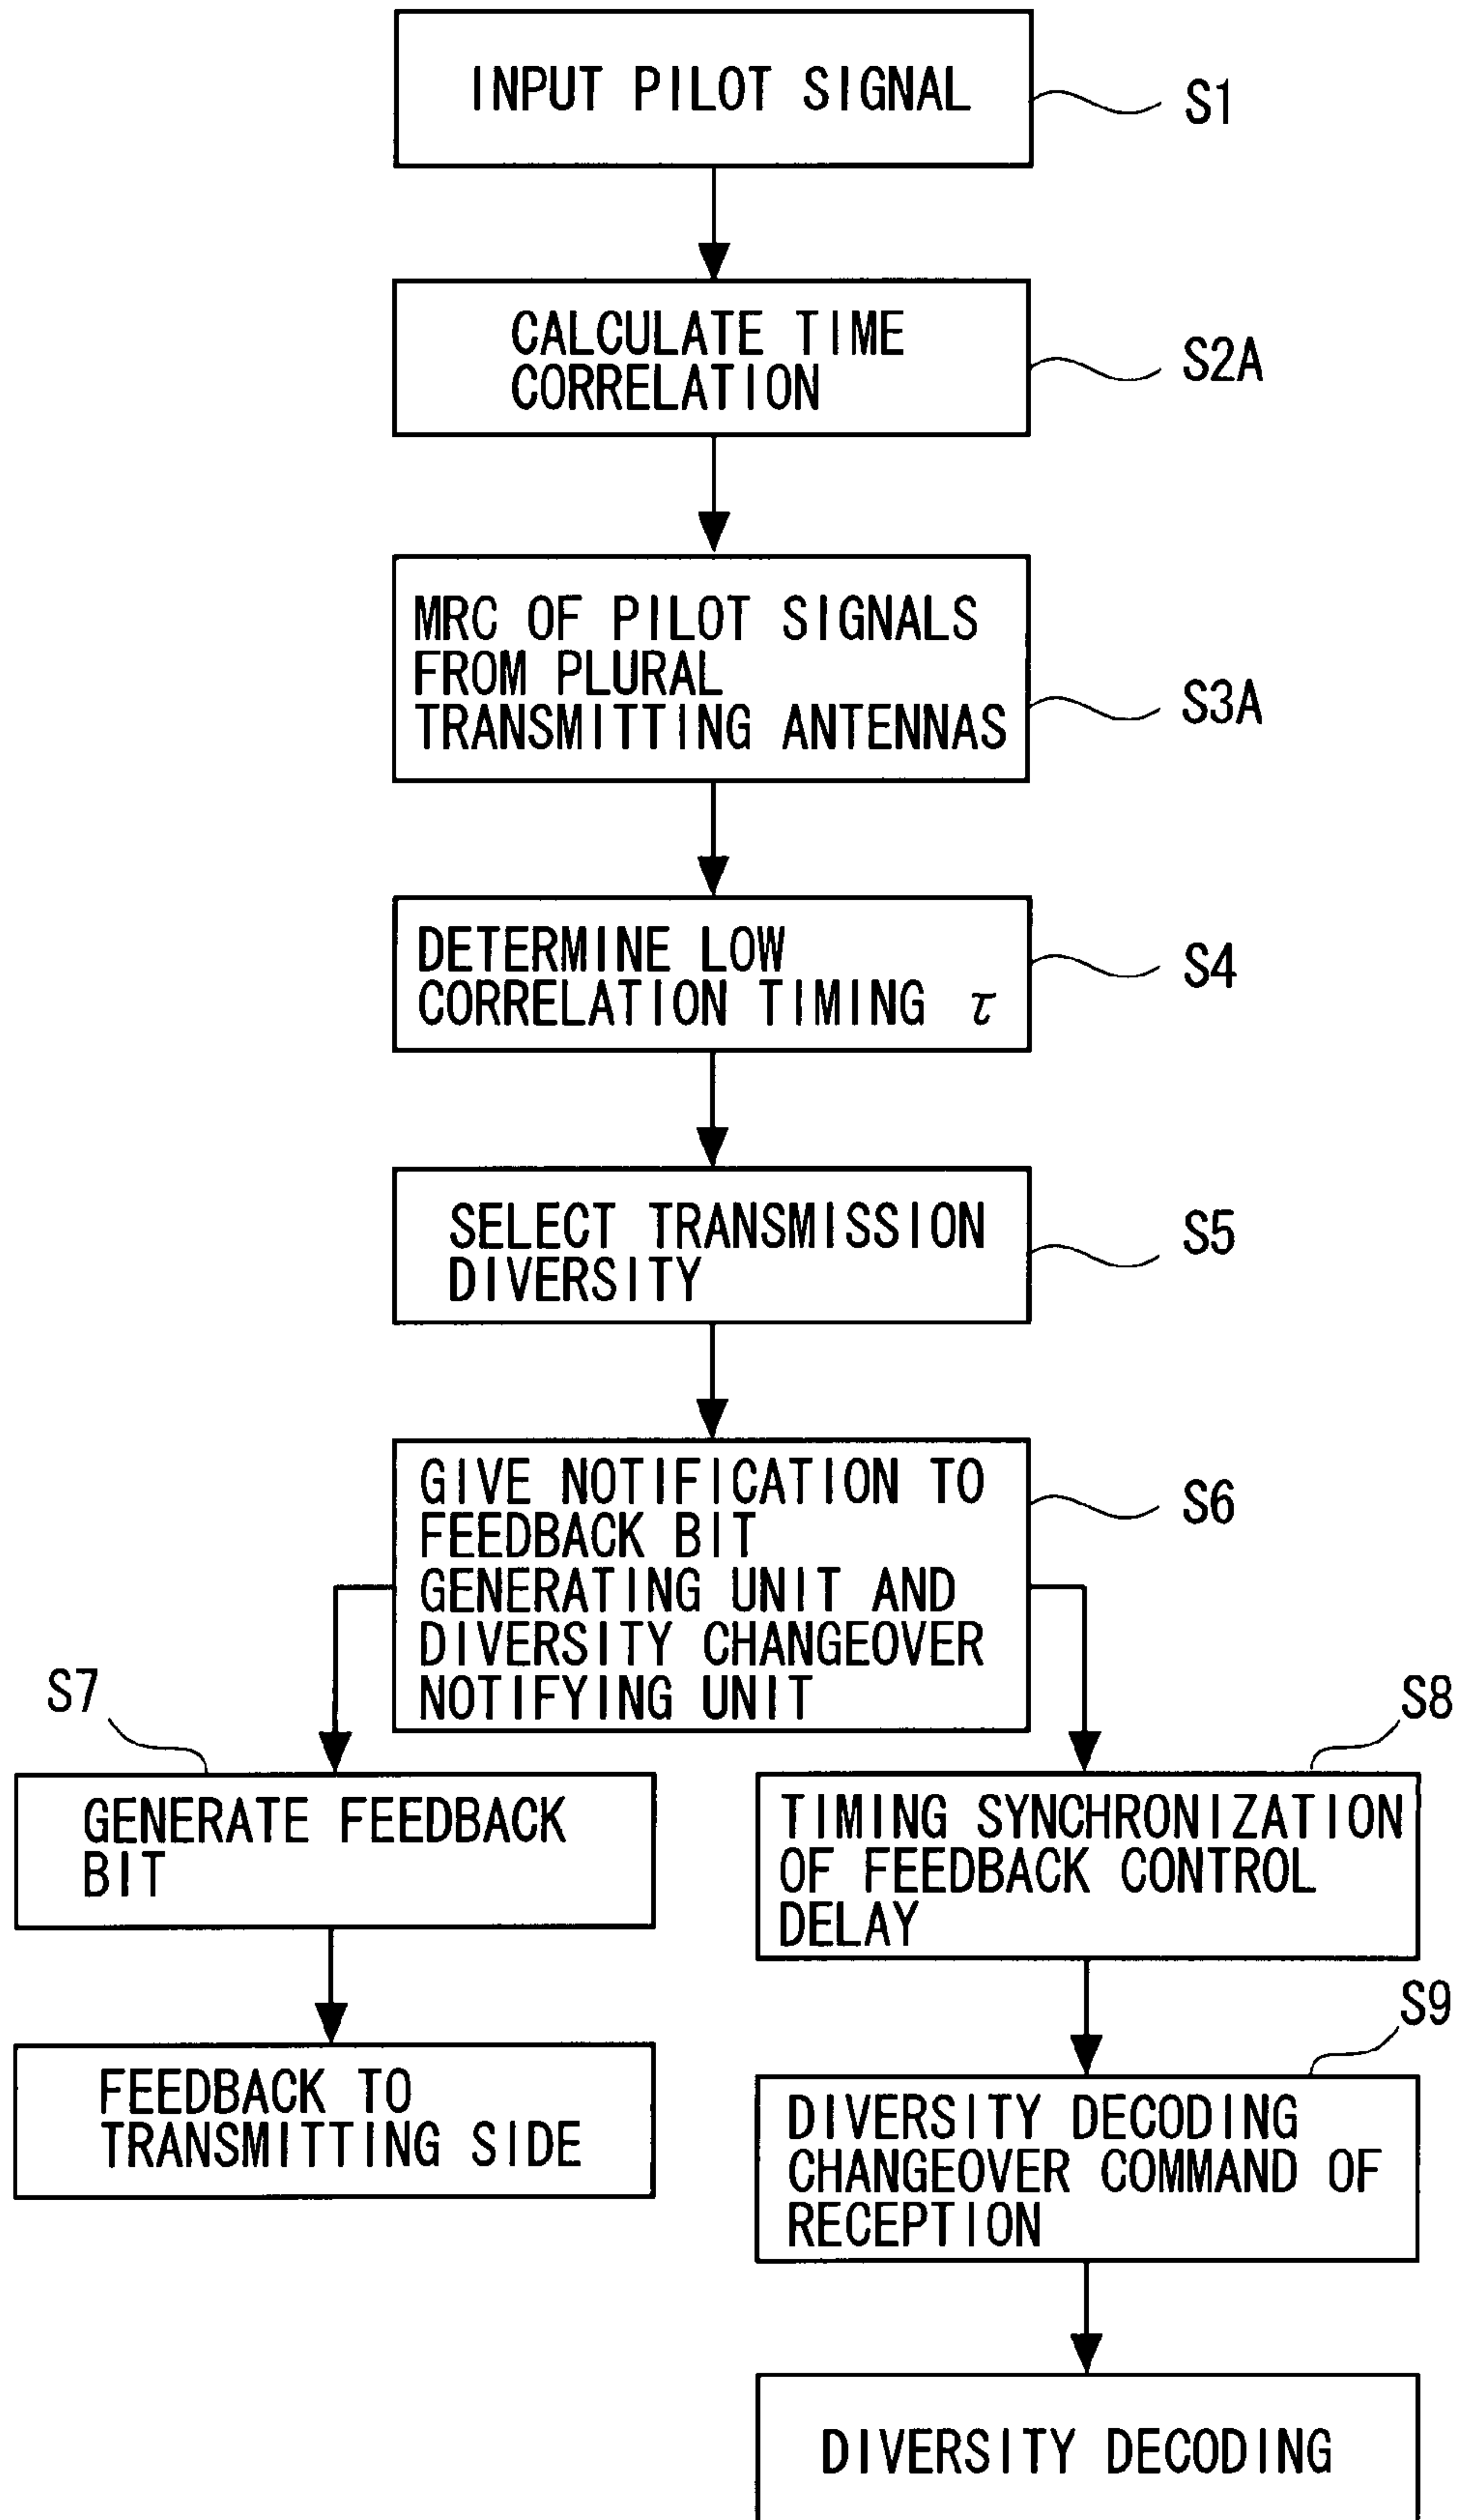 INPUT PILOT SIGNAL
S1
CALCULATE TIME
CORRELATION
S2A
MRC OF PILOT SIGNALS
FROM PLURAL
TRANSMITTING ANTENNAS
S3A
DETERMINE LOW
CORRELATION TIMING τ
S4
SELECT TRANSMISSION
DIVERSITY
S5
GIVE NOTIFICATION TO
FEEDBACK BIT
GENERATING UNIT AND
DIVERSITY CHANGEOVER
NOTIFYING UNIT
S6
S7
GENERATE FEEDBACK
BIT
FEEDBACK TO
TRANSMITTING SIDE
S8
TIMING SYNCHRONIZATION
OF FEEDBACK CONTROL
DELAY
S9
DIVERSITY DECODING
CHANGEOVER COMMAND OF
RECEPTION
DIVERSITY DECODING